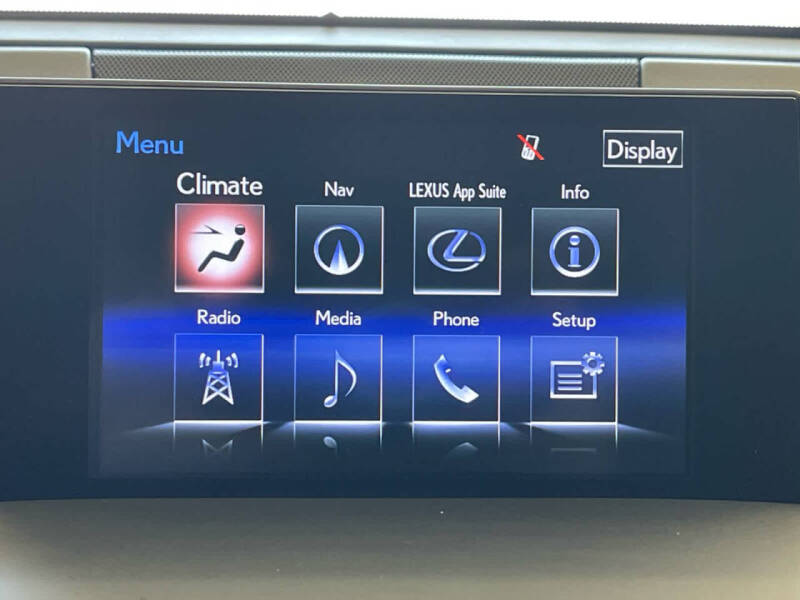 Menu
Display
Climate
Nav
LEXUS App Suite
Info
Radio
Media
Phone
Setup